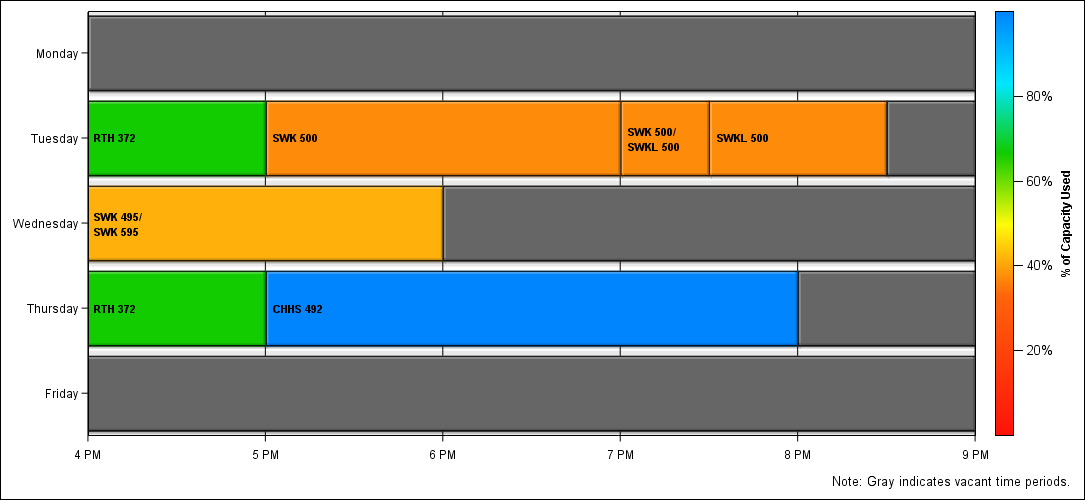 Monday
Tuesday
RTH 372
SWK 500
SWK 500/
SWKL 500
SWKL 500
Wednesday
SWK 495/
SWK 595
Thursday
RTH 372
CHHS 492
Friday
4 PM
5 PM
6 PM
7 PM
8 PM
9 PM
80%
60%
40%
20%
% of Capacity Used
Note: Gray indicates vacant time periods.